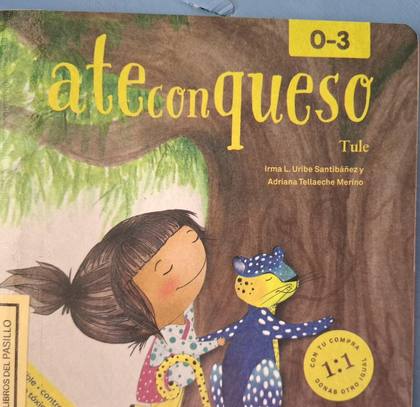 0-3
ateconqueso
Tule
Irma L. Uribe Santibáñez y
Adriana Tellaeche Merino
CON TU COMPRA
1:1
DONAS OTRO IGUAL
LIBROS DEL PASILLO